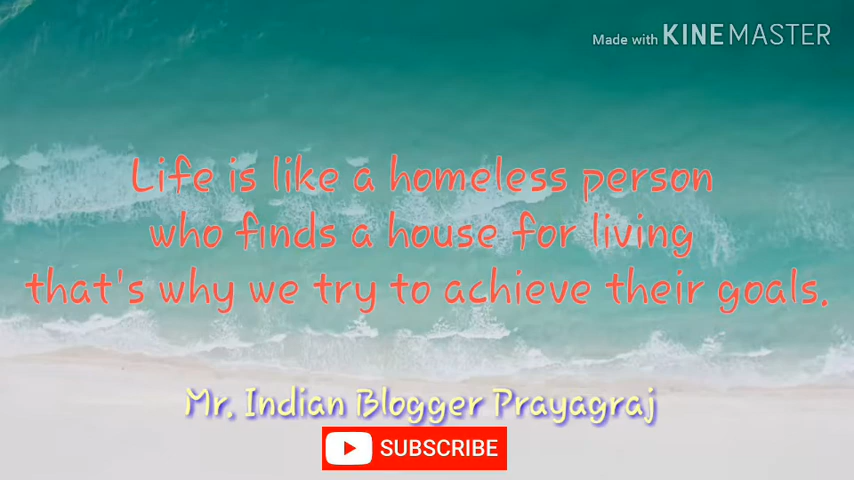 Made with KINEMASTER
Life is like a homeless person
who finds a house for living
that's why we try to achieve their goals.
Mr. Indian Blogger Prayagraj
SUBSCRIBE